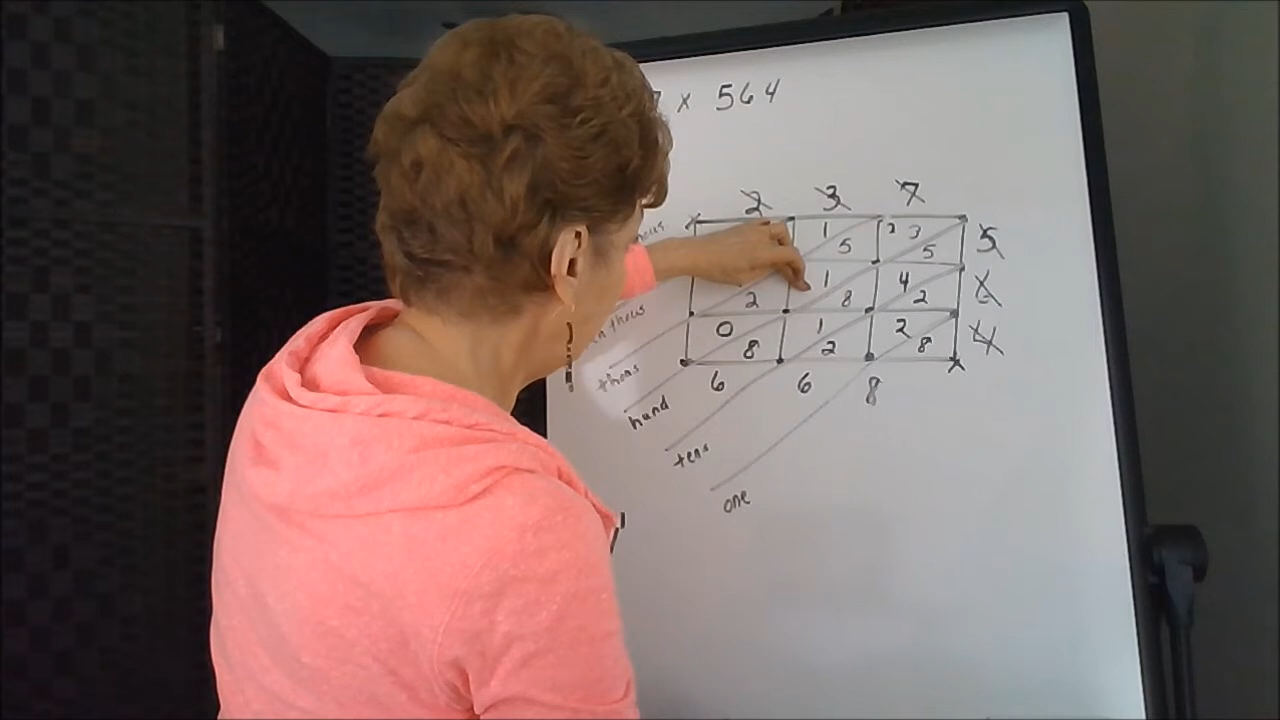 7 x 564
2 3 7
1 2 3 5
5 5
1 4 6
2 8 2
0 1 2 4
8 2 8
6 6 8
thous
hund
tens
one